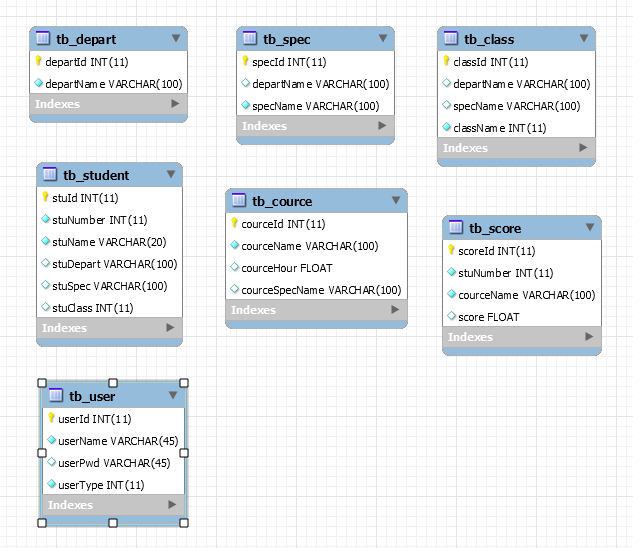 tb_depart
departId INT(11)
departName VARCHAR(100)
Indexes
tb_spec
specId INT(11)
departName VARCHAR(100)
specName VARCHAR(100)
Indexes
tb_class
classId INT(11)
departName VARCHAR(100)
specName VARCHAR(100)
className INT(11)
Indexes
tb_student
stuId INT(11)
stuNumber INT(11)
stuName VARCHAR(20)
stuDepart VARCHAR(100)
stuSpec VARCHAR(100)
stuClass INT(11)
Indexes
tb_cource
courceId INT(11)
courceName VARCHAR(100)
courceHour FLOAT
courceSpecName VARCHAR(100)
Indexes
tb_score
scoreId INT(11)
stuNumber INT(11)
courceName VARCHAR(100)
score FLOAT
Indexes
tb_user
userId INT(11)
userName VARCHAR(45)
userPwd VARCHAR(45)
userType INT(11)
Indexes